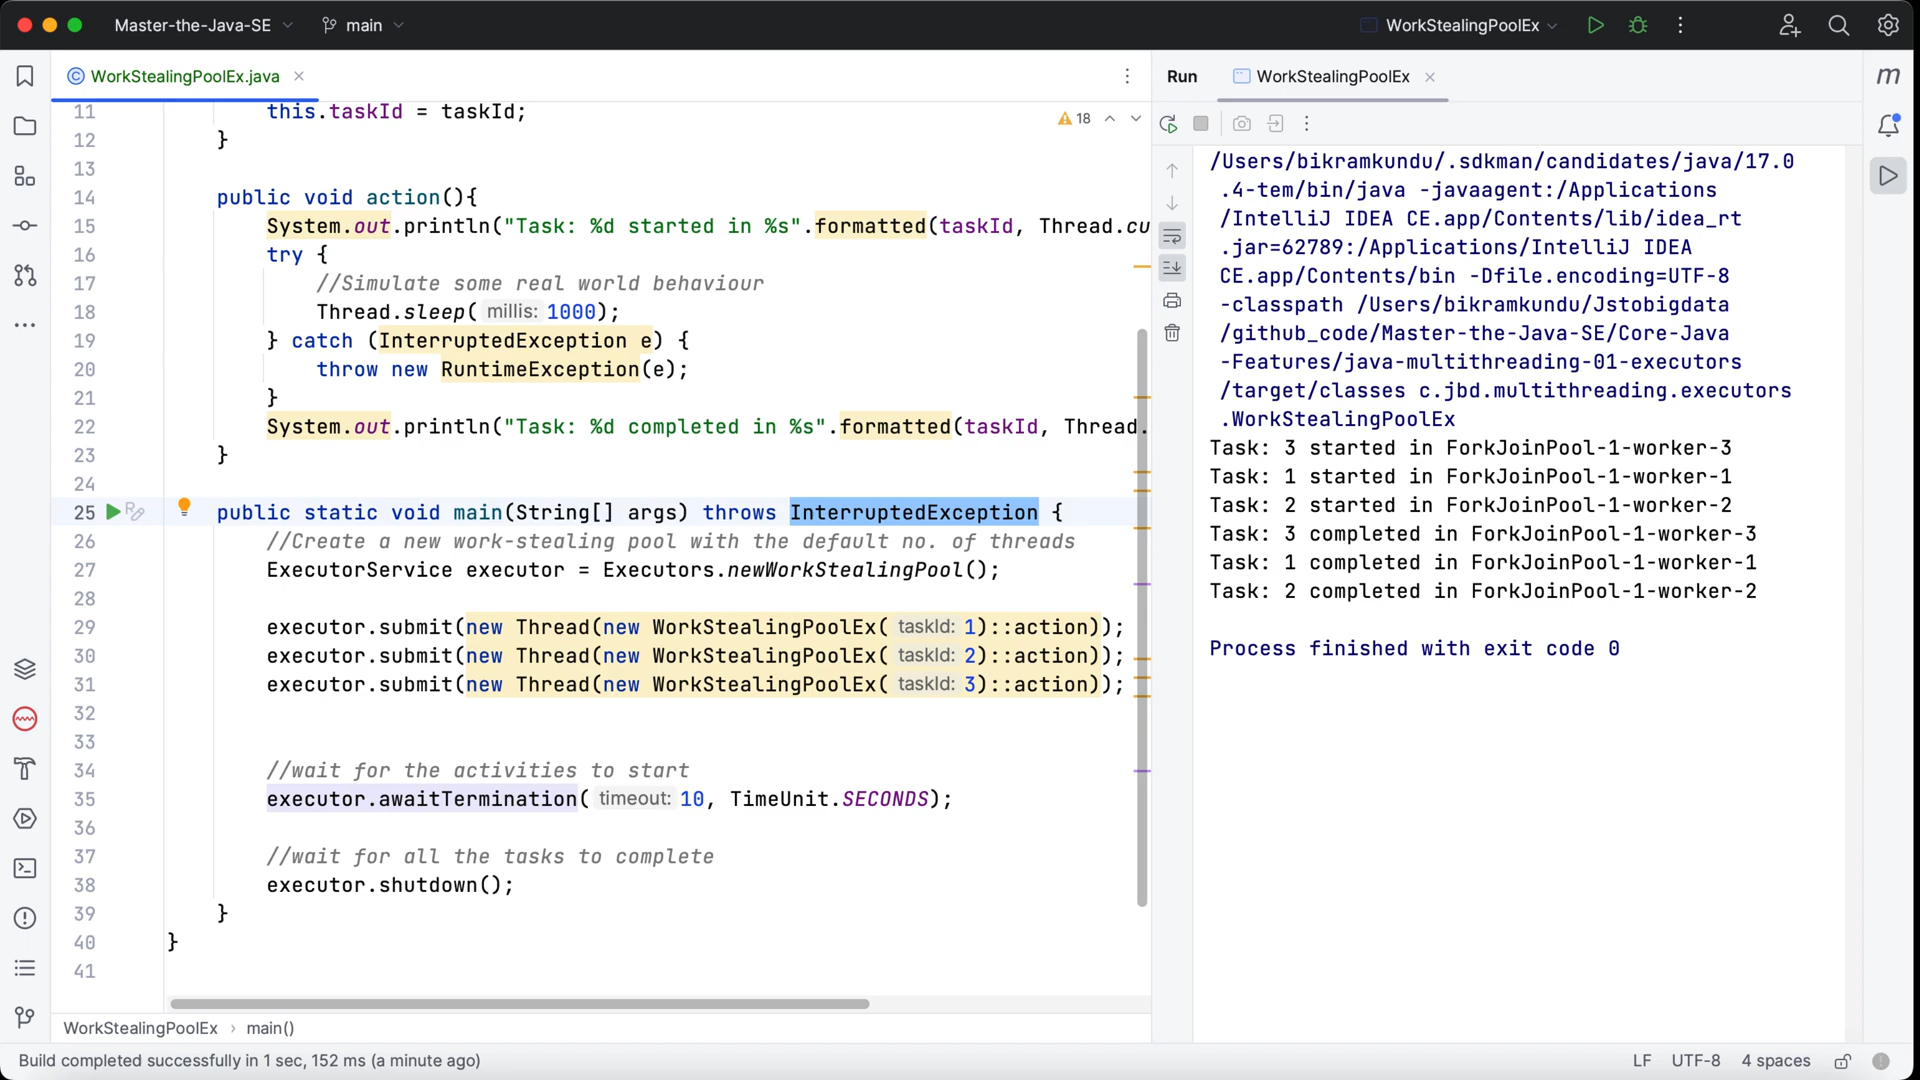 Master-the-Java-SE
main
WorkStealingPoolEx
WorkStealingPoolEx.java
Run
WorkStealingPoolEx
m
18
11 this.taskId = taskId;
12 }
13
14 public void action(){
15 System.out.println("Task: %d started in %s".formatted(taskId, Thread.cu
16 try {
17 //Simulate some real world behaviour
18 Thread.sleep( millis: 1000);
19 } catch (InterruptedException e) {
20 throw new RuntimeException(e);
21 }
22 System.out.println("Task: %d completed in %s".formatted(taskId, Thread.
23 }
24
25 public static void main(String[] args) throws InterruptedException {
26 //Create a new work-stealing pool with the default no. of threads
27 ExecutorService executor = Executors.newWorkStealingPool();
28
29 executor.submit(new Thread(new WorkStealingPoolEx( taskId: 1)::action));
30 executor.submit(new Thread(new WorkStealingPoolEx( taskId: 2)::action));
31 executor.submit(new Thread(new WorkStealingPoolEx( taskId: 3)::action));
32
33
34 //wait for the activities to start
35 executor.awaitTermination( timeout: 10, TimeUnit.SECONDS);
36
37 //wait for all the tasks to complete
38 executor.shutdown();
39 }
40 }
41
/Users/bikramkundu/.sdkman/candidates/java/17.0
.4-tem/bin/java -javaagent:/Applications
/IntelliJ IDEA CE.app/Contents/lib/idea_rt
.jar=62789:/Applications/IntelliJ IDEA
CE.app/Contents/bin -Dfile.encoding=UTF-8
-classpath /Users/bikramkundu/Jstobigdata
/github_code/Master-the-Java-SE/Core-Java
-Features/java-multithreading-01-executors
/target/classes c.jbd.multithreading.executors
.WorkStealingPoolEx
Task: 3 started in ForkJoinPool-1-worker-3
Task: 1 started in ForkJoinPool-1-worker-1
Task: 2 started in ForkJoinPool-1-worker-2
Task: 3 completed in ForkJoinPool-1-worker-3
Task: 1 completed in ForkJoinPool-1-worker-1
Task: 2 completed in ForkJoinPool-1-worker-2
Process finished with exit code 0
WorkStealingPoolEx › main()
Build completed successfully in 1 sec, 152 ms (a minute ago)
LF UTF-8 4 spaces